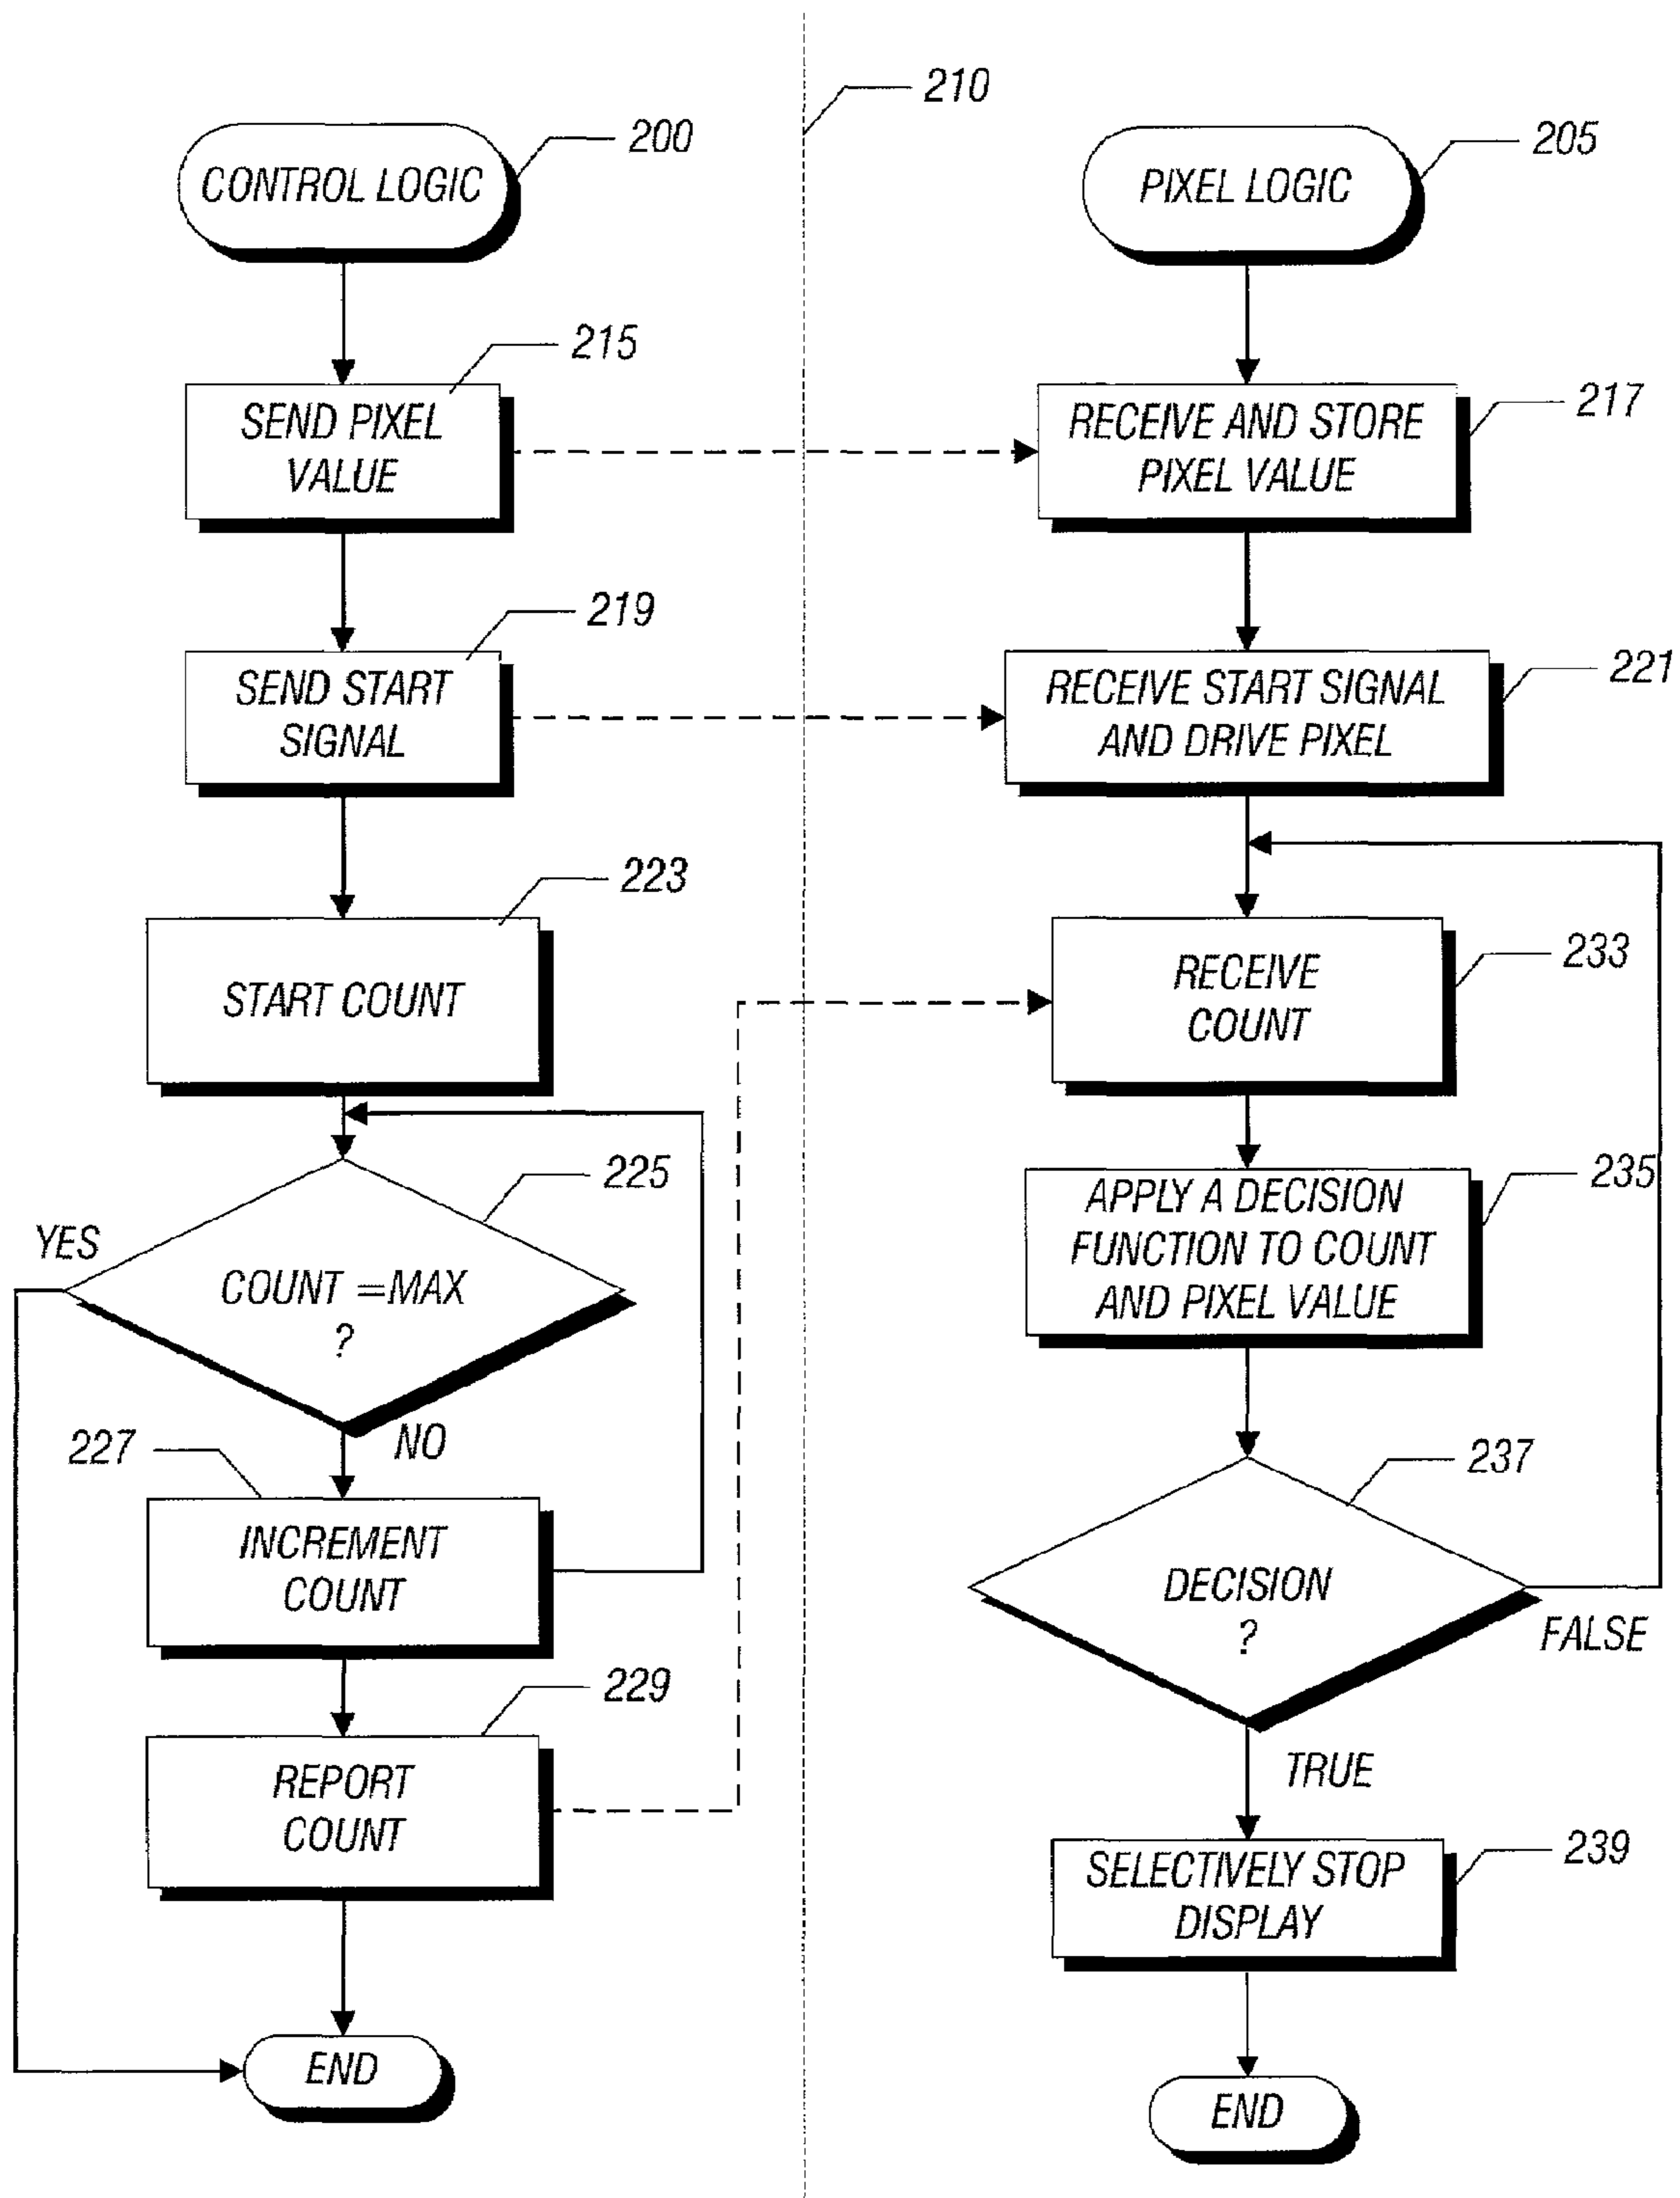 210
200
CONTROL LOGIC
215
SEND PIXEL
VALUE
219
SEND START
SIGNAL
223
START COUNT
225
YES
COUNT =MAX
?
NO
227
INCREMENT
COUNT
229
REPORT
COUNT
END
205
PIXEL LOGIC
217
RECEIVE AND STORE
PIXEL VALUE
221
RECEIVE START SIGNAL
AND DRIVE PIXEL
233
RECEIVE
COUNT
235
APPLY A DECISION
FUNCTION TO COUNT
AND PIXEL VALUE
237
DECISION
?
FALSE
TRUE
239
SELECTIVELY STOP
DISPLAY
END